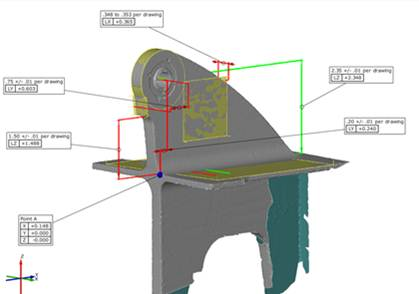 .348 to .353 per drawing
LX +0.365
.75 +/- .01 per drawing
LY +0.603
2.35 +/- .01 per drawing
LZ +2.348
1.50 +/- .01 per drawing
LZ +1.488
.20 +/-.01 per drawing
LY +0.240
Point A
X +0.148
Y +0.000
Z -0.000
Z
Y
X